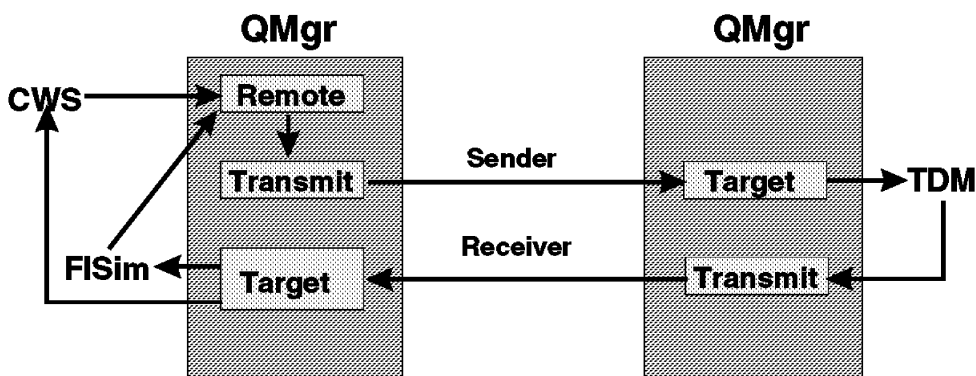 QMgr
QMgr
CWS
Remote
Sender
Transmit
Target
TDM
Receiver
FISim
Target
Transmit